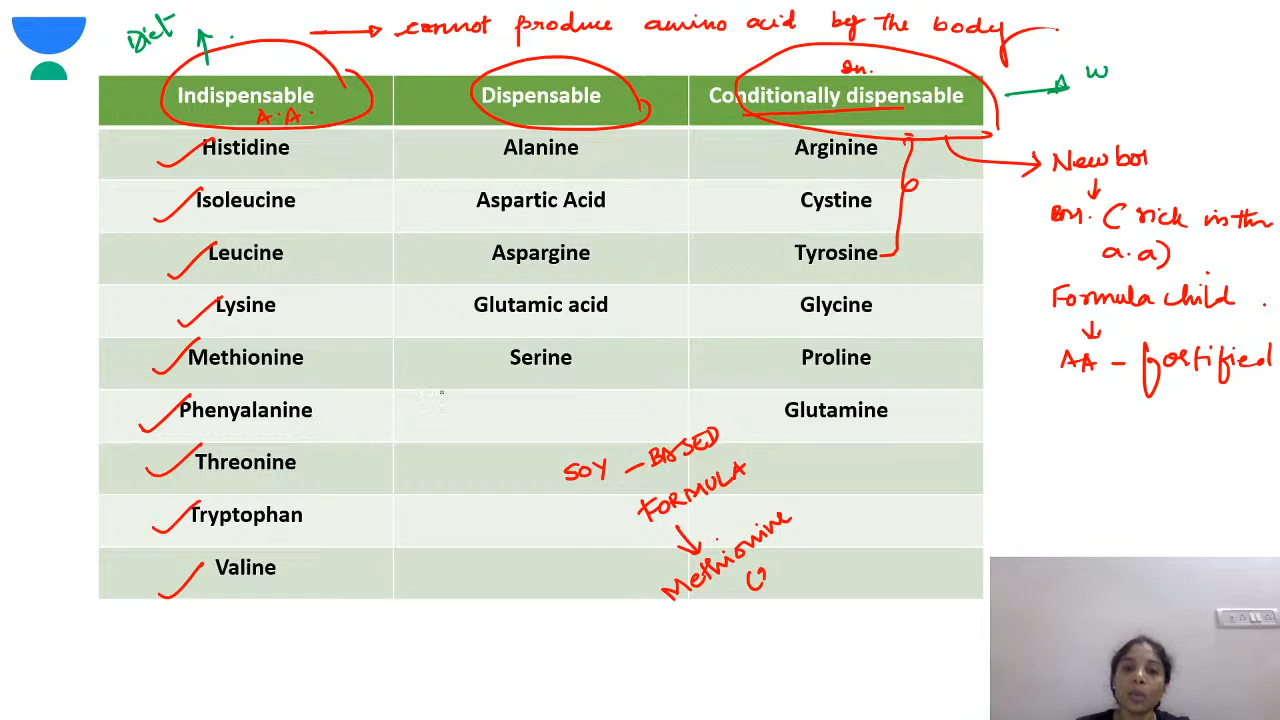 Diet
cannot produce amino acid by the body
Indispensable Dispensable Conditionally dispensable
A.A.
W
Histidine Alanine Arginine
Isoleucine Aspartic Acid Cystine
Leucine Aspargine Tyrosine
Lysine Glutamic acid Glycine
Methionine Serine Proline
Phenyalanine Glutamine
Threonine
Tryptophan
Valine
New bor
( rick in the
a.a)
Formula child
AA - fortified
SOY - BASED
FORMULA
Methionine